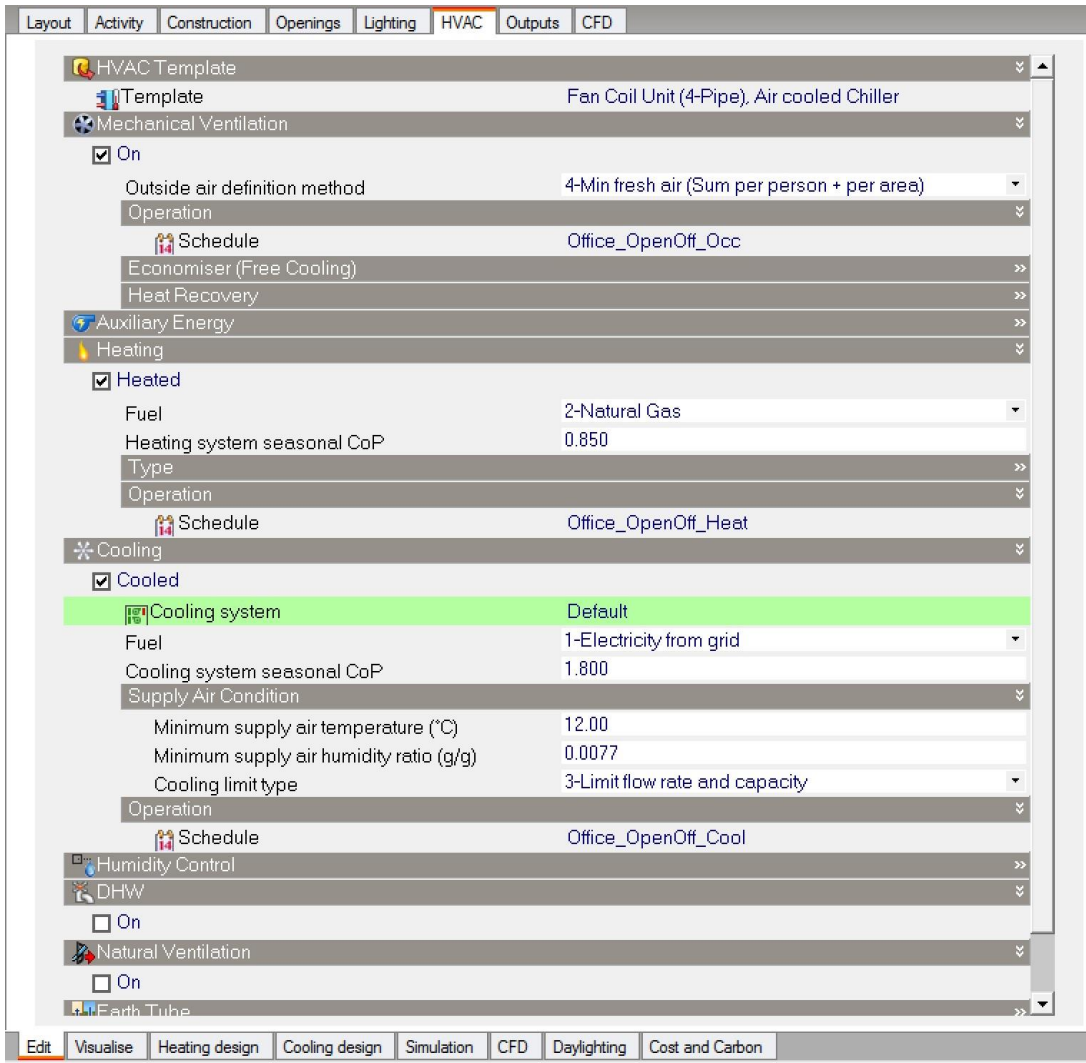 Layout Activity Construction Openings Lighting HVAC Outputs CFD
HVAC Template
Template Fan Coil Unit (4-Pipe), Air cooled Chiller
Mechanical Ventilation
On
Outside air definition method 4-Min fresh air (Sum per person + per area)
Operation
14 Schedule Office_OpenOff_Occ
Economiser (Free Cooling)
Heat Recovery
Auxiliary Energy
Heating
Heated
Fuel 2-Natural Gas
Heating system seasonal CoP 0.850
Type
Operation
14 Schedule Office_OpenOff_Heat
Cooling
Cooled
Cooling system Default
Fuel 1-Electricity from grid
Cooling system seasonal CoP 1.800
Supply Air Condition
Minimum supply air temperature (°C) 12.00
Minimum supply air humidity ratio (g/g) 0.0077
Cooling limit type 3-Limit flow rate and capacity
Operation
14 Schedule Office_OpenOff_Cool
Humidity Control
DHW
On
Natural Ventilation
On
Earth Tube
Edit Visualise Heating design Cooling design Simulation CFD Daylighting Cost and Carbon